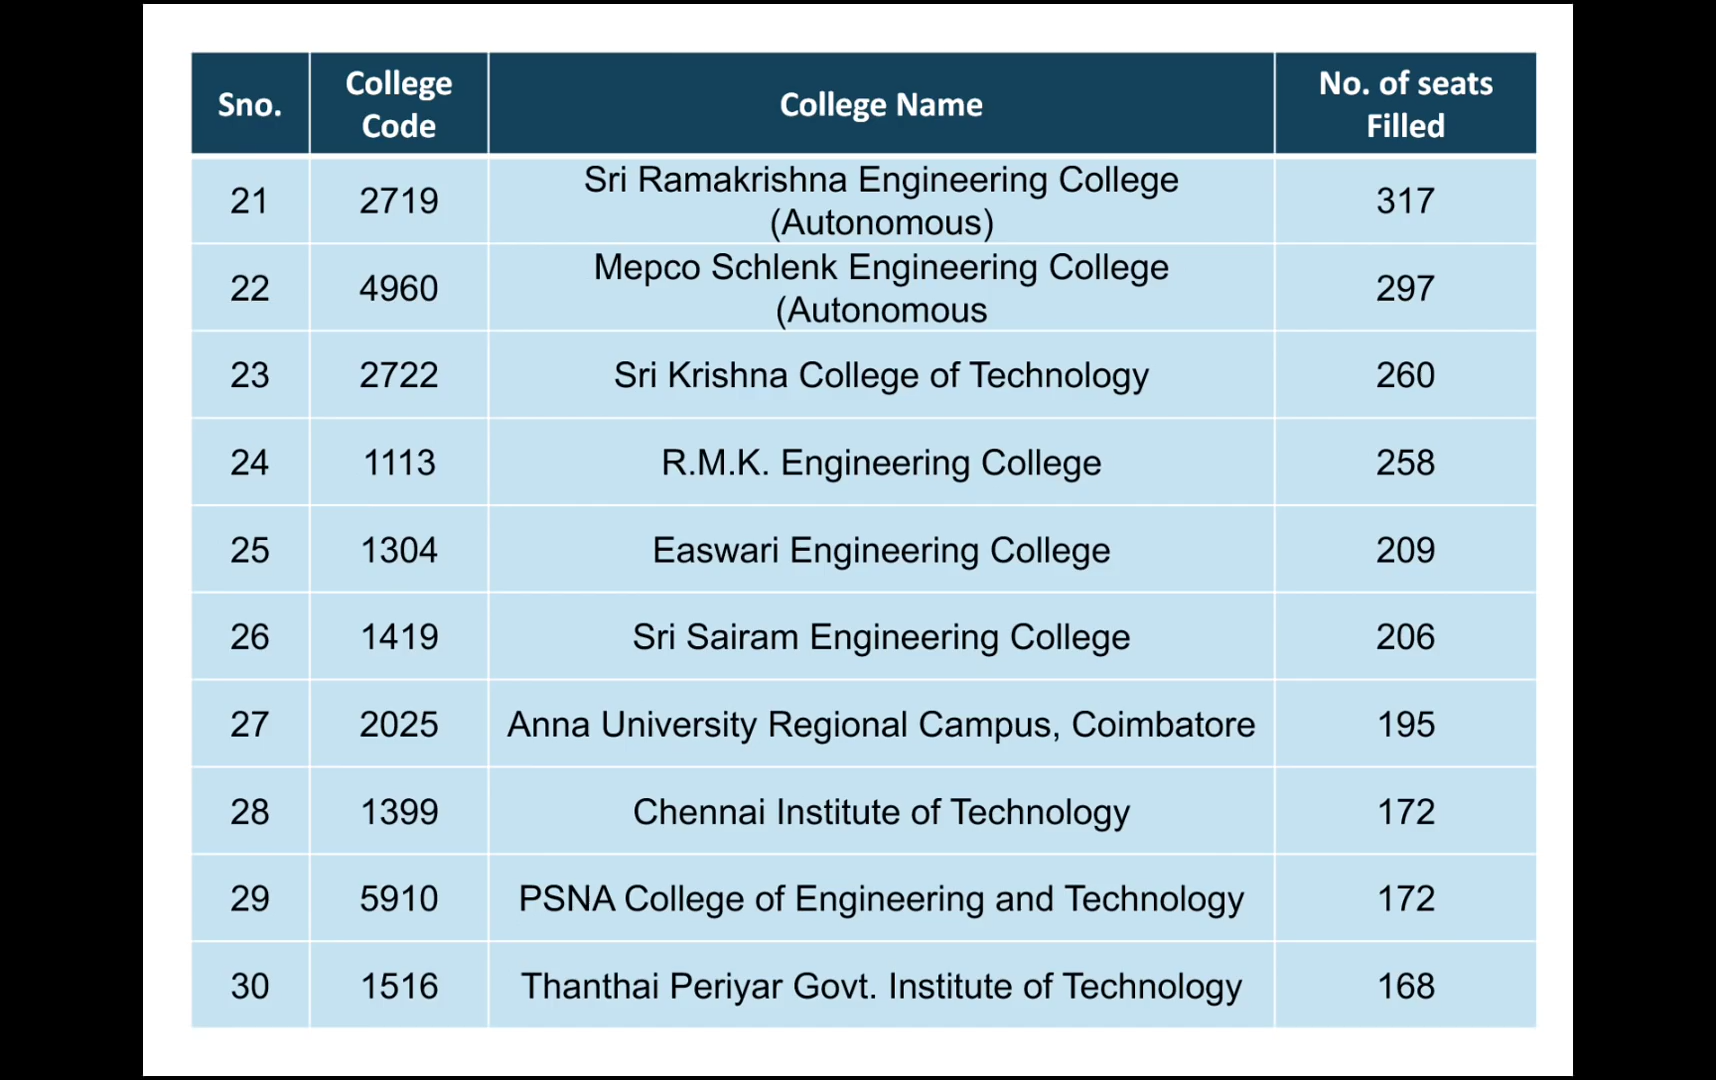 Sno. College Code College Name No. of seats Filled
21 2719 Sri Ramakrishna Engineering College (Autonomous) 317
22 4960 Mepco Schlenk Engineering College (Autonomous 297
23 2722 Sri Krishna College of Technology 260
24 1113 R.M.K. Engineering College 258
25 1304 Easwari Engineering College 209
26 1419 Sri Sairam Engineering College 206
27 2025 Anna University Regional Campus, Coimbatore 195
28 1399 Chennai Institute of Technology 172
29 5910 PSNA College of Engineering and Technology 172
30 1516 Thanthai Periyar Govt. Institute of Technology 168